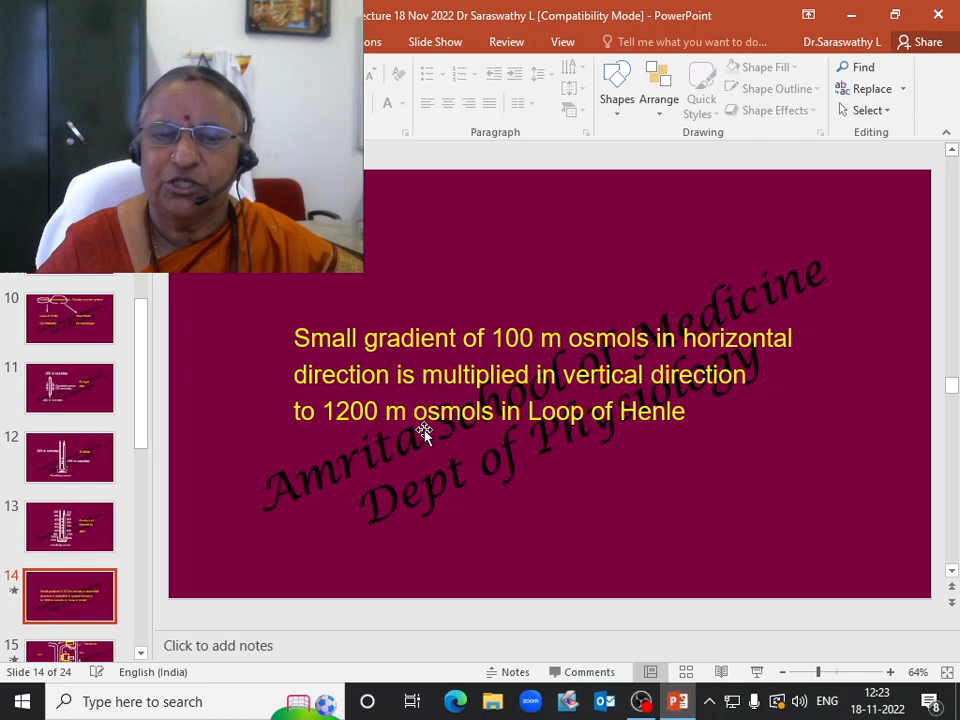 ecture 18 Nov 2022 Dr Saraswathy L [Compatibility Mode] - PowerPoint
ons Slide Show Review View Tell me what you want to do... Dr.Saraswathy L Share
Shapes Arrange Quick Styles
Shape Fill
Shape Outline
Shape Effects
Find
Replace
Select
Paragraph Drawing Editing
10
11
12
13
14
15
Small gradient of 100 m osmols in horizontal
direction is multiplied in vertical direction
to 1200 m osmols in Loop of Henle
Amrita School of Medicine
Dept of Physiology
Click to add notes
Slide 14 of 24 English (India) Notes Comments 64%
Type here to search zoom ENG 12:23
18-11-2022 8